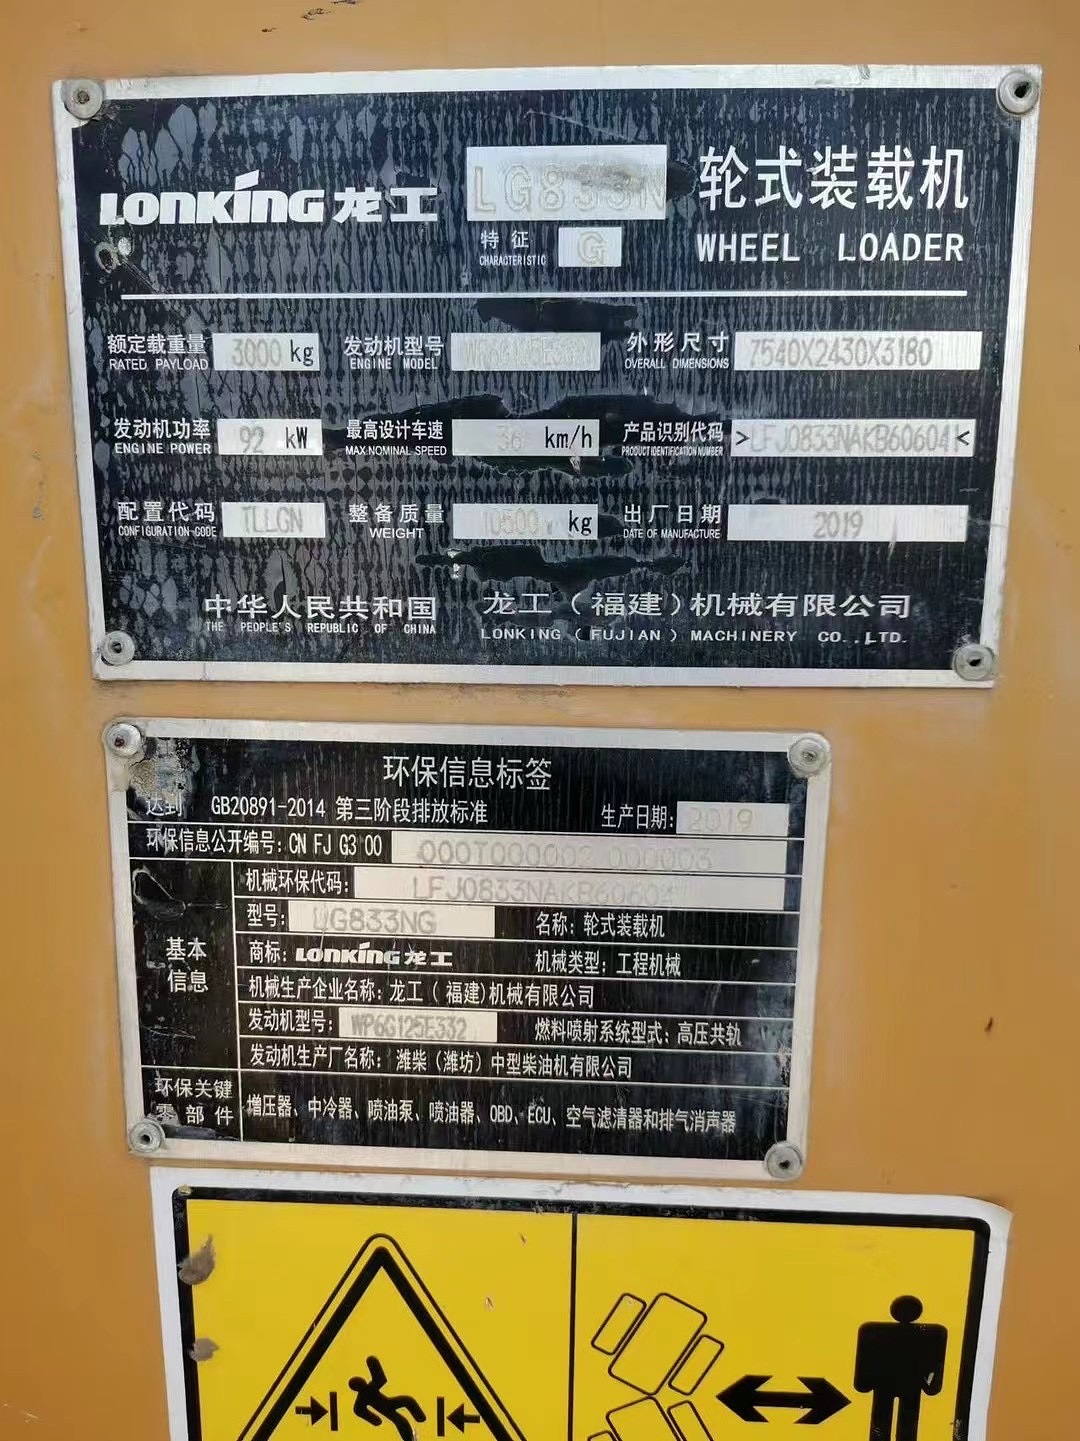 LONKING 龙工 LG833N 轮式装载机
特征 G
CHARACTERISTIC
WHEEL LOADER
额定载重量 3000 kg 发动机型号 外形尺寸 7540X2430X3180
RATED PAYLOAD ENGINE MODEL OVERALL DIMENSIONS
发动机功率 92 kW 最高设计车速 36 km/h 产品识别代码 >LFJ0833NAKB606041<
ENGINE POWER MAX.NOMINAL SPEED PRODUCT IDENTIFICATION NUMBER
配置代码 TLLGN 整备质量 10500 kg 出厂日期 2019
CONFIGURATION CODE WEIGHT DATE OF MANUFACTURE
中华人民共和国 龙工(福建)机械有限公司
THE PEOPLE'S REPUBLIC OF CHINA LONKING (FUJIAN) MACHINERY CO.,LTD.
环保信息标签
达到 GB20891-2014 第三阶段排放标准 生产日期: 2019
环保信息公开编号: CN FJ G3 00 000T000002 000003
机械环保代码: LFJ0833NAKB60604
型号: LG833NG 名称: 轮式装载机
基本信息
商标: LONKING 龙工 机械类型: 工程机械
机械生产企业名称: 龙工(福建)机械有限公司
发动机型号: WP6G125E332 燃料喷射系统型式: 高压共轨
发动机生产厂名称: 潍柴(潍坊)中型柴油机有限公司
环保关键零部件
增压器、中冷器、喷油泵、喷油器、OBD、ECU、空气滤清器和排气消声器